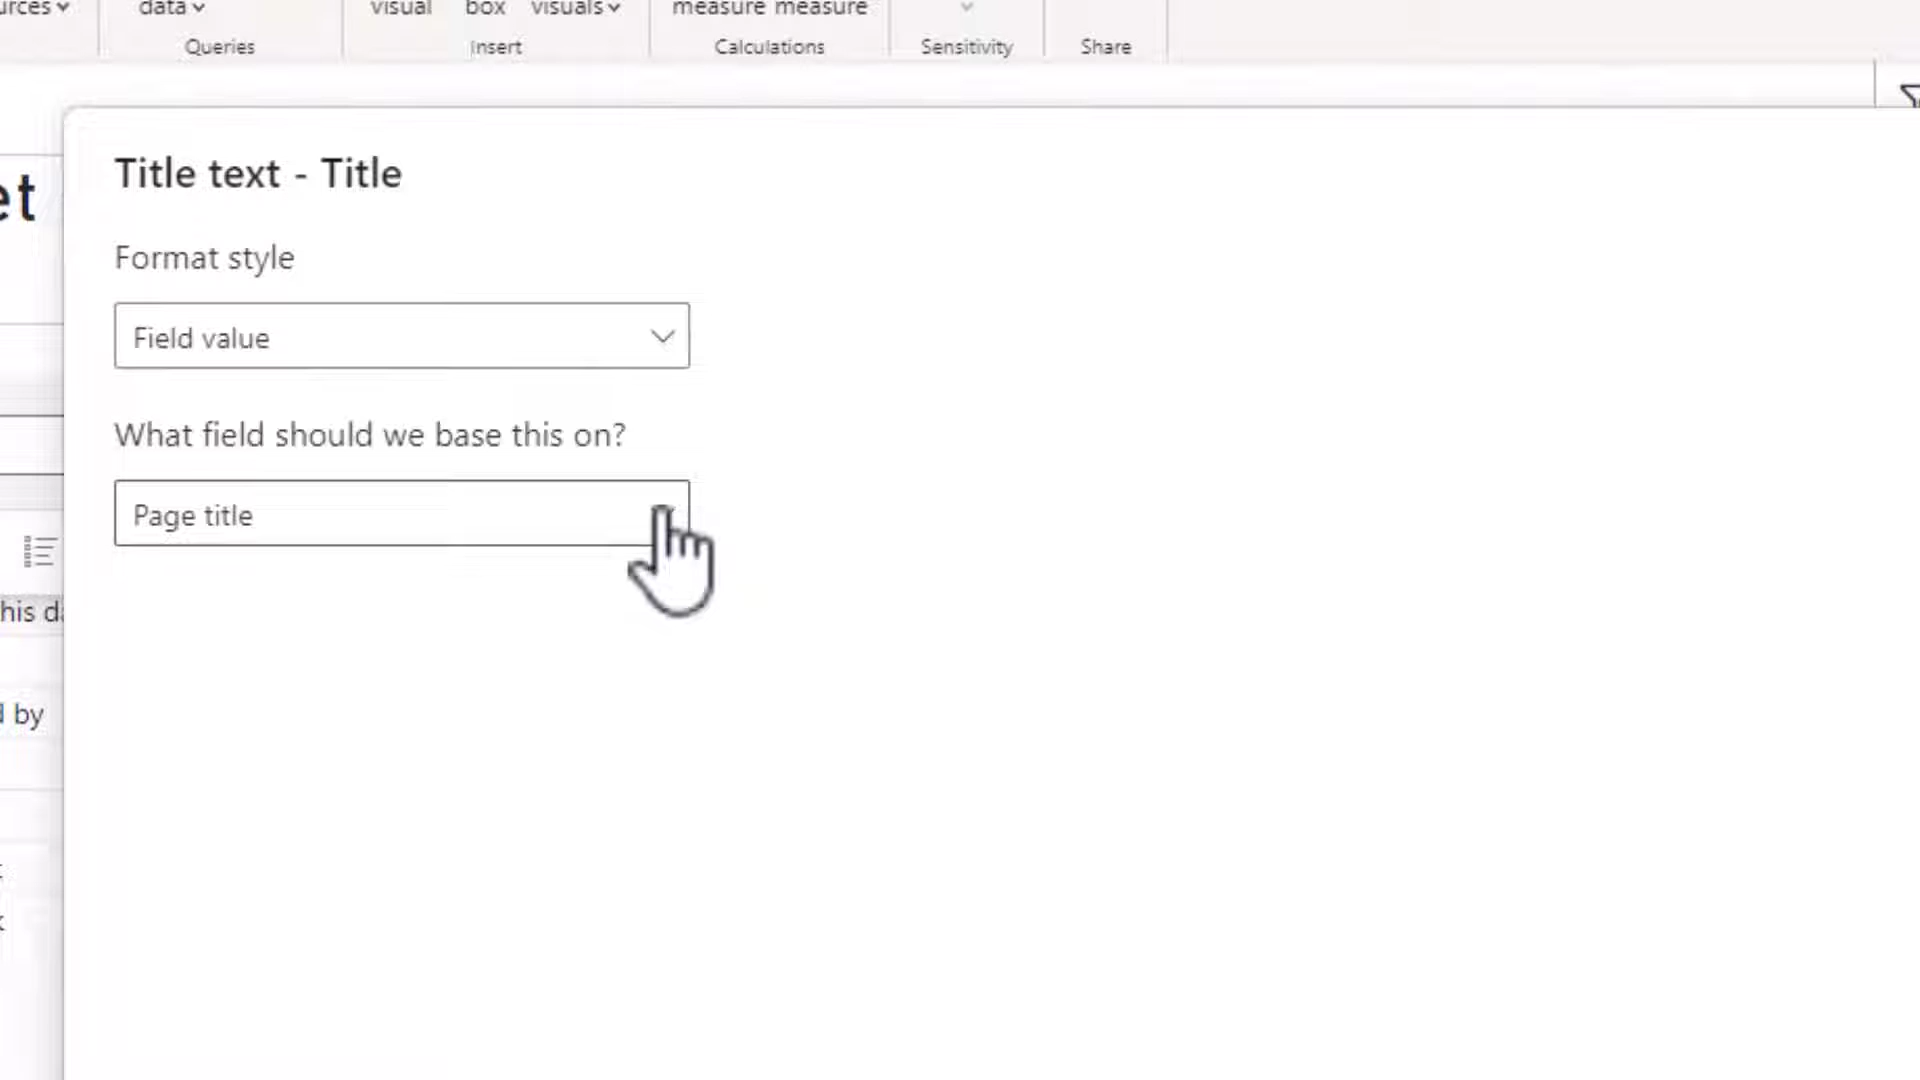 data
visual box visuals measure measure
Queries Insert Calculations Sensitivity Share
Title text - Title
Format style
Field value
What field should we base this on?
Page title
by